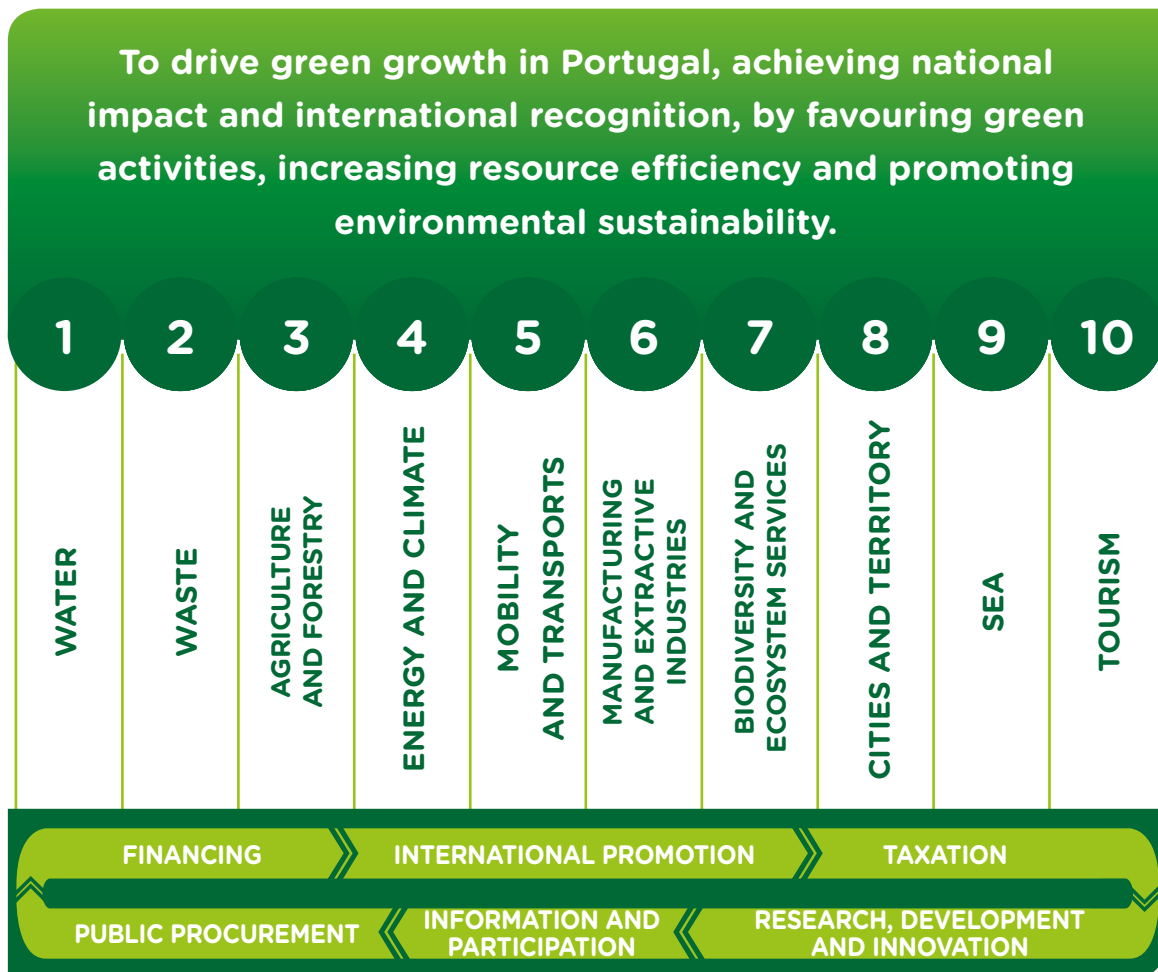 To drive green growth in Portugal, achieving national
impact and international recognition, by favouring green
activities, increasing resource efficiency and promoting
environmental sustainability.
1
2
3
4
5
6
7
8
9
10
WATER
WASTE
AGRICULTURE
AND FORESTRY
ENERGY AND CLIMATE
MOBILITY
AND TRANSPORTS
MANUFACTURING
AND EXTRACTIVE
INDUSTRIES
BIODIVERSITY AND
ECOSYSTEM SERVICES
CITIES AND TERRITORY
SEA
TOURISM
FINANCING
INTERNATIONAL PROMOTION
TAXATION
PUBLIC PROCUREMENT
INFORMATION AND
PARTICIPATION
RESEARCH, DEVELOPMENT
AND INNOVATION